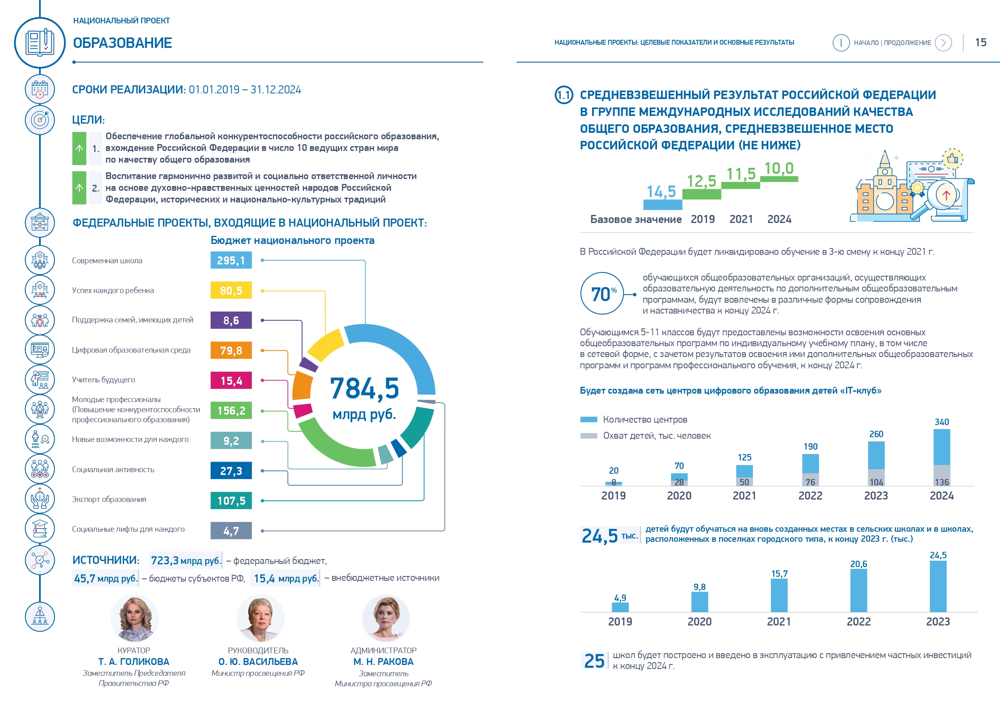 НАЦИОНАЛЬНЫЙ ПРОЕКТ
ОБРАЗОВАНИЕ
СРОКИ РЕАЛИЗАЦИИ: 01.01.2019 – 31.12.2024
ЦЕЛИ:
1.
Обеспечение глобальной конкурентоспособности российского образования,
вхождение Российской Федерации в число 10 ведущих стран мира
по качеству общего образования
2.
Воспитание гармонично развитой и социально ответственной личности
на основе духовно-нравственных ценностей народов Российской
Федерации, исторических и национально-культурных традиций
ФЕДЕРАЛЬНЫЕ ПРОЕКТЫ, ВХОДЯЩИЕ В НАЦИОНАЛЬНЫЙ ПРОЕКТ:
Бюджет национального проекта
Современная школа 295,1
Успех каждого ребенка 80,5
Поддержка семей, имеющих детей 8,6
Цифровая образовательная среда 79,8
Учитель будущего 15,4
Молодые профессионалы
(Повышение конкурентоспособности 156,2
профессионального образования)
Новые возможности для каждого 9,2
Социальная активность 27,3
Экспорт образования 107,5
Социальные лифты для каждого 4,7
784,5
млрд руб.
ИСТОЧНИКИ: 723,3 млрд руб. – федеральный бюджет,
45,7 млрд руб. – бюджеты субъектов РФ, 15,4 млрд руб. – внебюджетные источники
КУРАТОР
Т. А. ГОЛИКОВА
Заместитель Председателя
Правительства РФ
РУКОВОДИТЕЛЬ
О. Ю. ВАСИЛЬЕВА
Министр просвещения РФ
АДМИНИСТРАТОР
М. Н. РАКОВА
Заместитель
Министра просвещения РФ
НАЦИОНАЛЬНЫЕ ПРОЕКТЫ: ЦЕЛЕВЫЕ ПОКАЗАТЕЛИ И ОСНОВНЫЕ РЕЗУЛЬТАТЫ
НАЧАЛО | ПРОДОЛЖЕНИЕ
15
1.1 СРЕДНЕВЗВЕШЕННЫЙ РЕЗУЛЬТАТ РОССИЙСКОЙ ФЕДЕРАЦИИ
В ГРУППЕ МЕЖДУНАРОДНЫХ ИССЛЕДОВАНИЙ КАЧЕСТВА
ОБЩЕГО ОБРАЗОВАНИЯ, СРЕДНЕВЗВЕШЕННОЕ МЕСТО
РОССИЙСКОЙ ФЕДЕРАЦИИ (НЕ НИЖЕ)
14,5 12,5 11,5 10,0
Базовое значение 2019 2021 2024
В Российской Федерации будет ликвидировано обучение в 3-ю смену к концу 2021 г.
70%
обучающихся общеобразовательных организаций, осуществляющих
образовательную деятельность по дополнительным общеобразовательным
программам, будут вовлечены в различные формы сопровождения
и наставничества к концу 2024 г.
Обучающимся 5-11 классов будут предоставлены возможности освоения основных
общеобразовательных программ по индивидуальному учебному плану, в том числе
в сетевой форме, с зачетом результатов освоения ими дополнительных общеобразовательных
программ и программ профессионального обучения, к концу 2024 г.
Будет создана сеть центров цифрового образования детей «IT-клуб»
Количество центров
Охват детей, тыс. человек
20 70 125 190 260 340
8 28 50 76 104 136
2019 2020 2021 2022 2023 2024
24,5 тыс.
детей будут обучаться на вновь созданных местах в сельских школах и в школах,
расположенных в поселках городского типа, к концу 2023 г. (тыс.)
4,9 9,8 15,7 20,6 24,5
2019 2020 2021 2022 2023
25
школ будет построено и введено в эксплуатацию с привлечением частных инвестиций
к концу 2024 г.